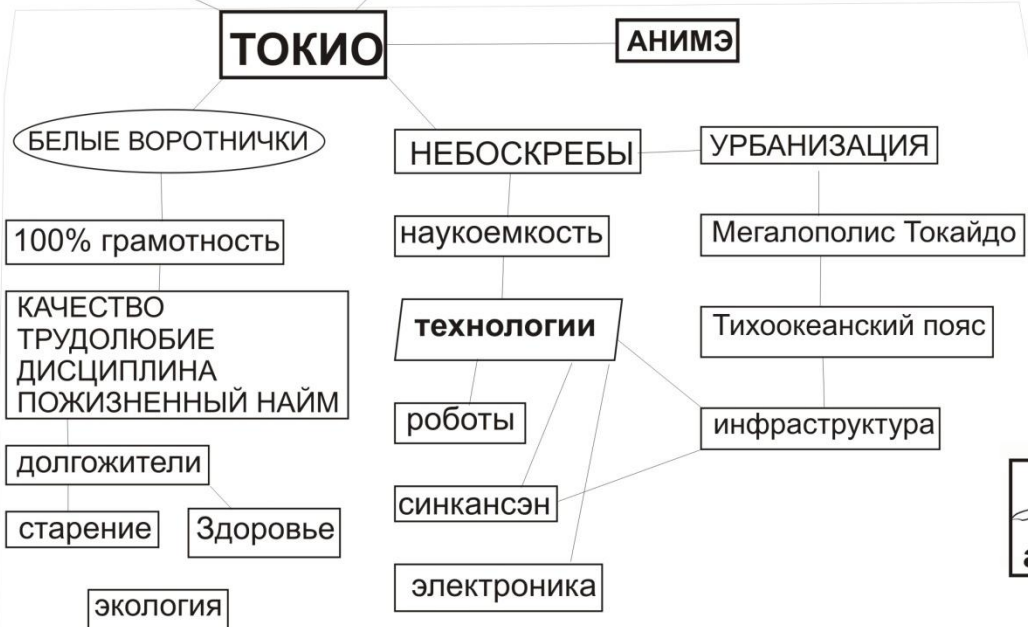 ТОКИО
АНИМЭ
БЕЛЫЕ ВОРОТНИЧКИ
НЕБОСКРЕБЫ
УРБАНИЗАЦИЯ
100% грамотность
наукоемкость
Мегалополис Токайдо
КАЧЕСТВО
ТРУДОЛЮБИЕ
ДИСЦИПЛИНА
ПОЖИЗНЕННЫЙ НАЙМ
технологии
Тихоокеанский пояс
роботы
инфраструктура
долгожители
синкансэн
старение
Здоровье
электроника
экология